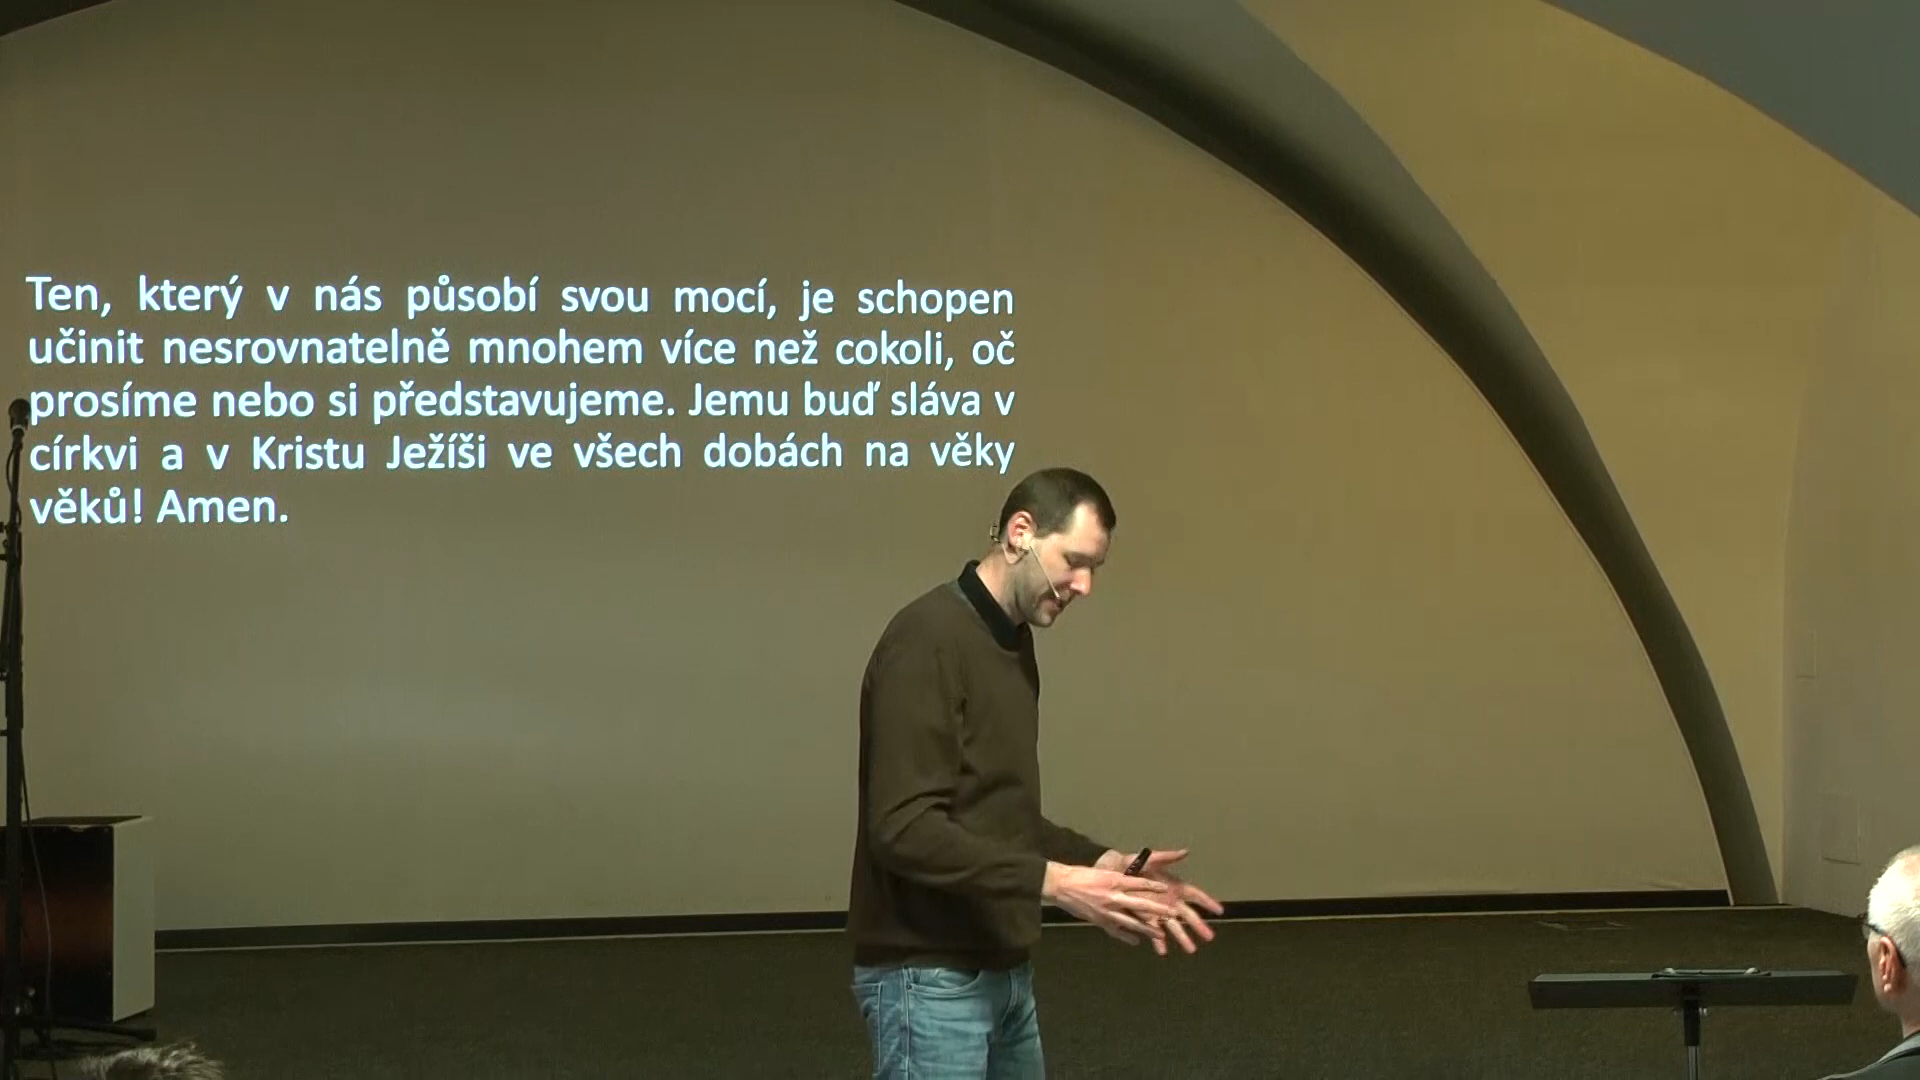 Ten, který v nás působí svou mocí, je schopen
učinit nesrovnatelně mnohem více než cokoli, oč
prosíme nebo si představujeme. Jemu buď sláva v
církvi a v Kristu Ježíši ve všech dobách na věky
věků! Amen.